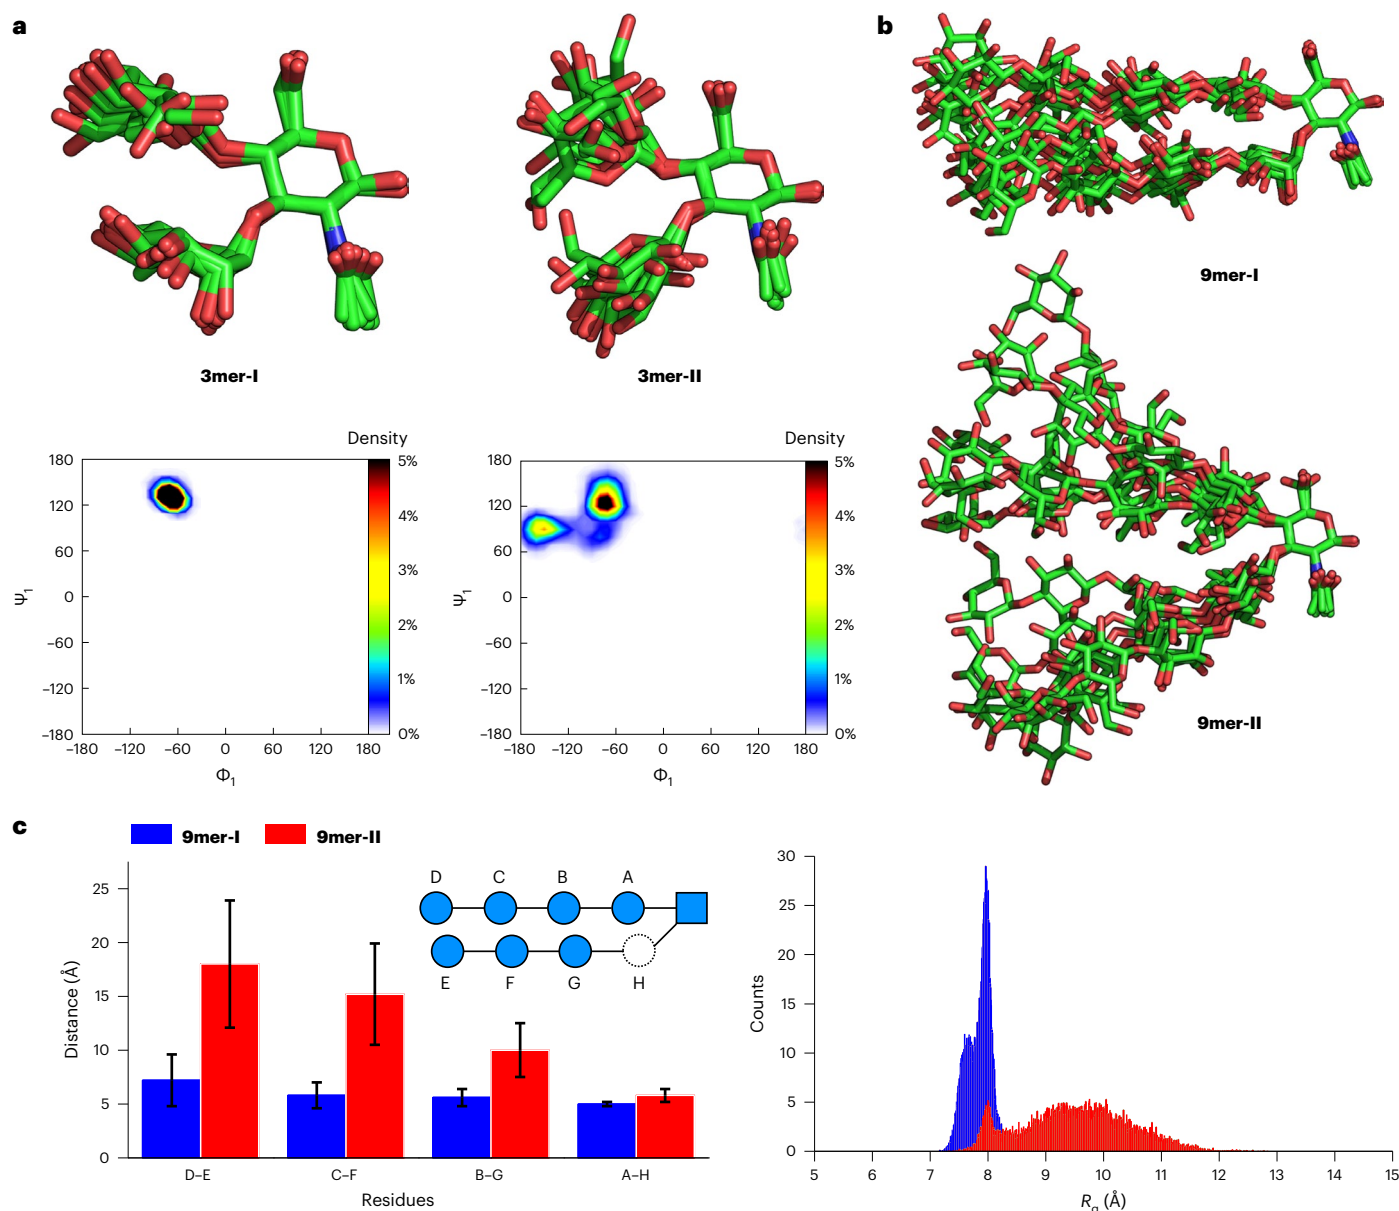 a
b
3mer-I
3mer-II
9mer-I
9mer-II
Density
180
120
60
0
−60
−120
−180
−180 −120 −60 0 60 120 180
Ψ1
Φ1
5%
4%
3%
2%
1%
0%
Density
180
120
60
0
−60
−120
−180
−180 −120 −60 0 60 120 180
Ψ1
Φ1
5%
4%
3%
2%
1%
0%
c
9mer-I 9mer-II
Distance (Å)
25
20
15
10
5
0
D–E C–F B–G A–H
Residues
D C B A
E F G H
Counts
30
25
20
15
10
5
0
5 6 7 8 9 10 11 12 13 14 15
Rg (Å)